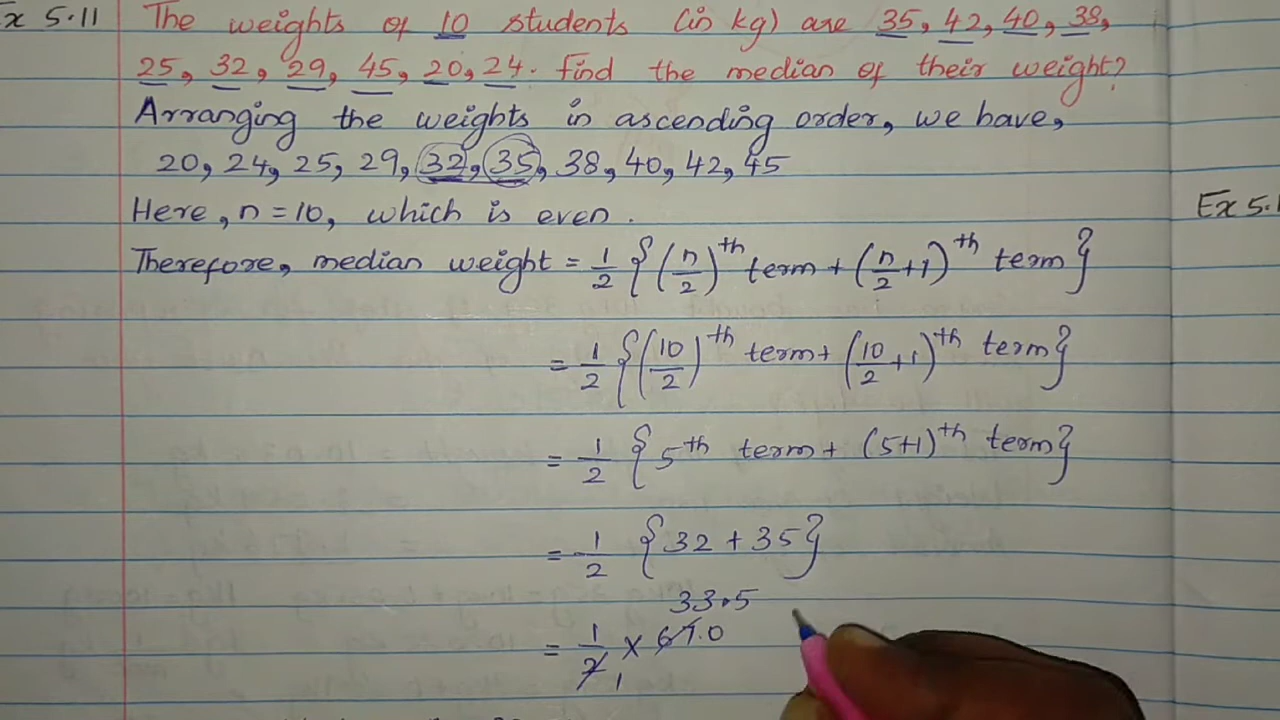 Ex 5.11 The weights of 10 students (in kg) are 35, 42, 40, 38,
25, 32, 29, 45, 20, 24. Find the median of their weight?
Arranging the weights in ascending order, we have,
20, 24, 25, 29, 32, 35, 38, 40, 42, 45
Here, n = 10, which is even.
Ex 5.1
Therefore, median weight = 1/2 {(n/2)th term + (n/2 + 1)th term}
= 1/2 {(10/2)th term + (10/2 + 1)th term}
= 1/2 {5th term + (5+1)th term}
= 1/2 {32 + 35}
33.5
= 1/2 × 67.0
1